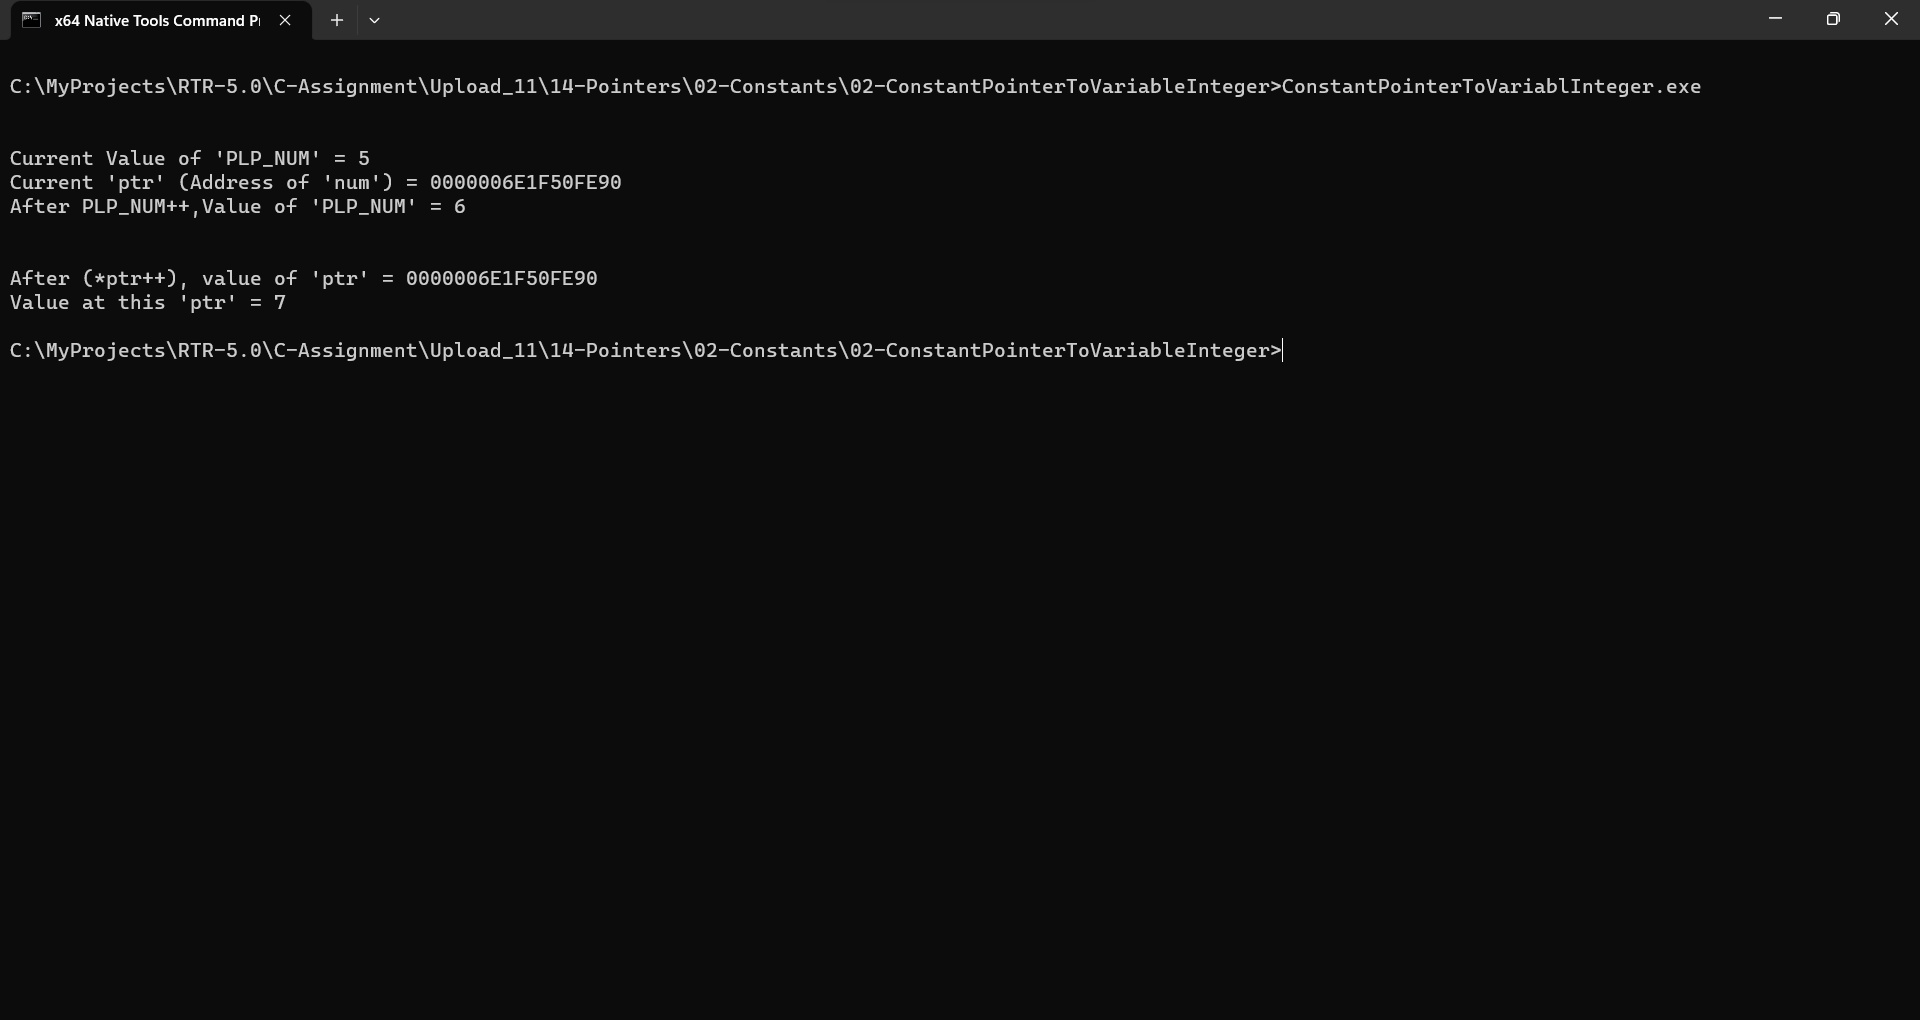 x64 Native Tools Command P
C:\MyProjects\RTR-5.0\C-Assignment\Upload_11\14-Pointers\02-Constants\02-ConstantPointerToVariableInteger>ConstantPointerToVariablInteger.exe
Current Value of 'PLP_NUM' = 5
Current 'ptr' (Address of 'num') = 0000006E1F50FE90
After PLP_NUM++,Value of 'PLP_NUM' = 6
After (*ptr++), value of 'ptr' = 0000006E1F50FE90
Value at this 'ptr' = 7
C:\MyProjects\RTR-5.0\C-Assignment\Upload_11\14-Pointers\02-Constants\02-ConstantPointerToVariableInteger>